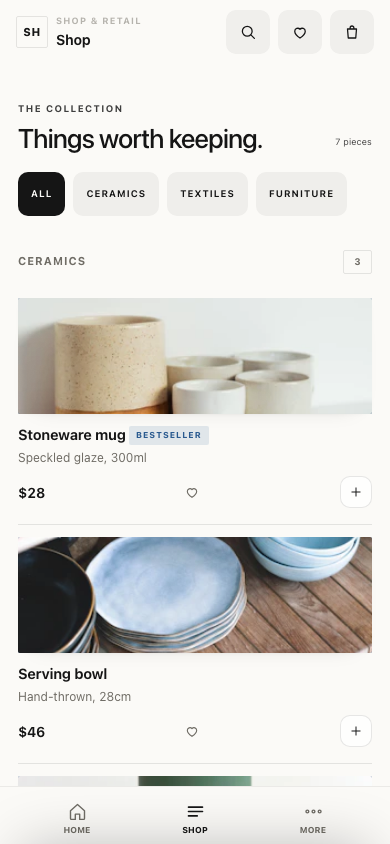 SH
SHOP & RETAIL
Shop
THE COLLECTION
Things worth keeping.
7 pieces
ALL
CERAMICS
TEXTILES
FURNITURE
CERAMICS
3
Stoneware mug BESTSELLER
Speckled glaze, 300ml
$28
Serving bowl
Hand-thrown, 28cm
$46
HOME
SHOP
MORE